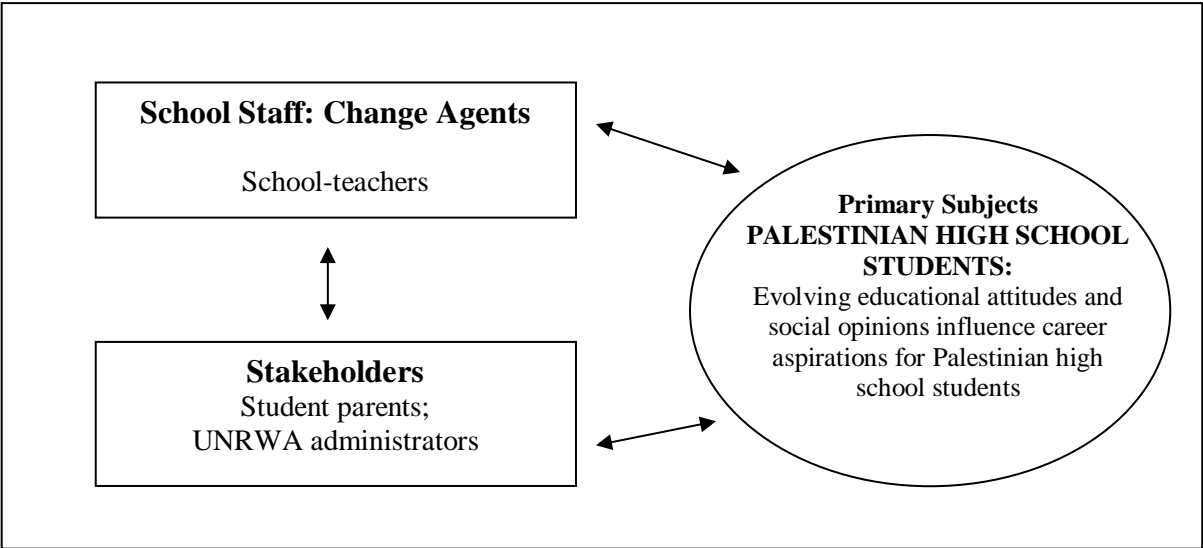 School Staff: Change Agents
School-teachers
Stakeholders
Student parents;
UNRWA administrators
Primary Subjects
PALESTINIAN HIGH SCHOOL
STUDENTS:
Evolving educational attitudes and
social opinions influence career
aspirations for Palestinian high
school students